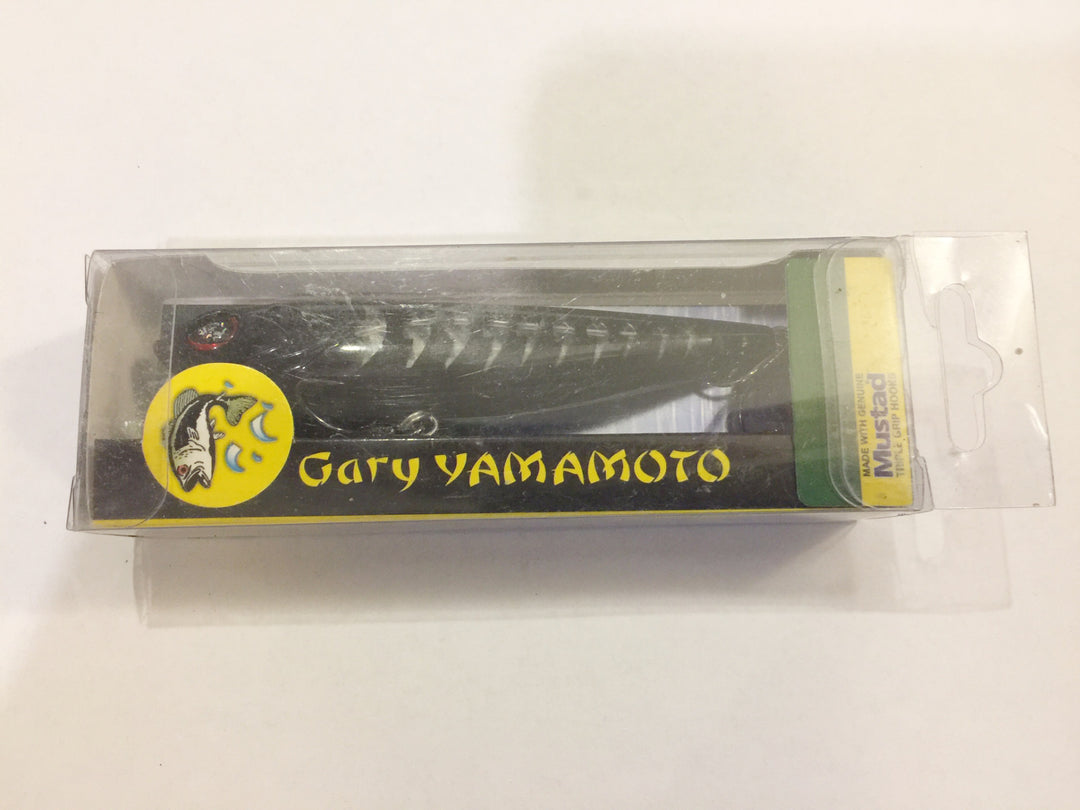 Gary YAMAMOTO
MADE WITH GENUINE
Mustad
TRIPLE GRIP HOOKS